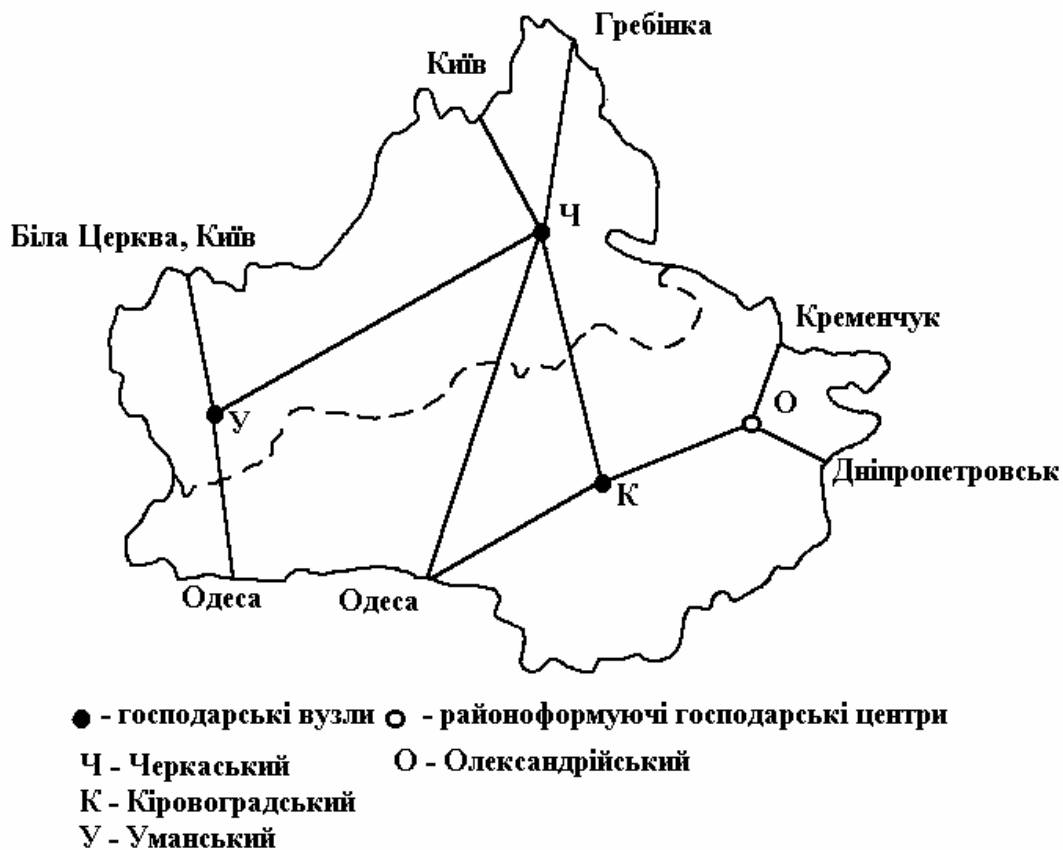 Гребінка
Київ
Ч
Біла Церква, Київ
Кременчук
О
У
Дніпропетровськ
К
Одеса
Одеса
- господарські вузли
- районоформуючі господарські центри
Ч - Черкаський
О - Олександрійський
К - Кіровоградський
У - Уманський